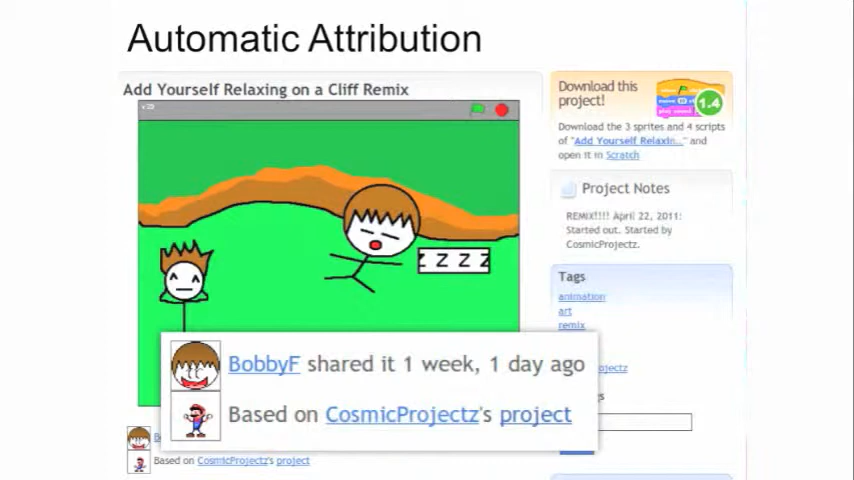 Automatic Attribution
Add Yourself Relaxing on a Cliff Remix
Z Z Z Z
BobbyF shared it 1 week, 1 day ago
Based on CosmicProjectz's project
Based on CosmicProjectz's project
Download this
project!
1.4
Download the 3 sprites and 4 scripts
of "Add Yourself Relaxin..." and
open it in Scratch
Project Notes
REMIX!!!! April 22, 2011:
Started out. Started by
CosmicProjectz.
Tags
animation
art
remix